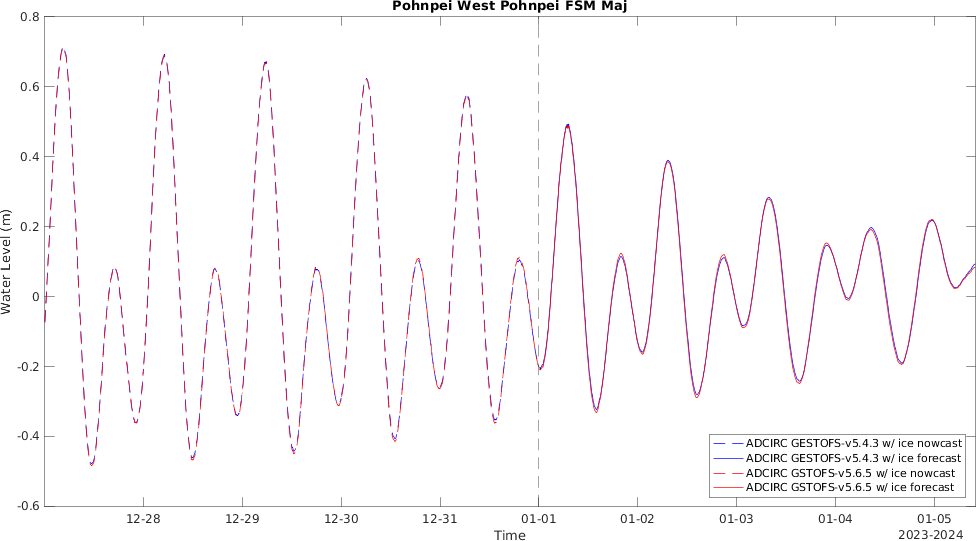 Pohnpei West Pohnpei FSM Maj
0.8
0.6
0.4
0.2
0
-0.2
-0.4
-0.6
Water Level (m)
ADCIRC GESTOFS-v5.4.3 w/ ice nowcast
ADCIRC GESTOFS-v5.4.3 w/ ice forecast
ADCIRC GSTOFS-v5.6.5 w/ ice nowcast
ADCIRC GSTOFS-v5.6.5 w/ ice forecast
12-28 12-29 12-30 12-31 01-01 01-02 01-03 01-04 01-05
Time
2023-2024